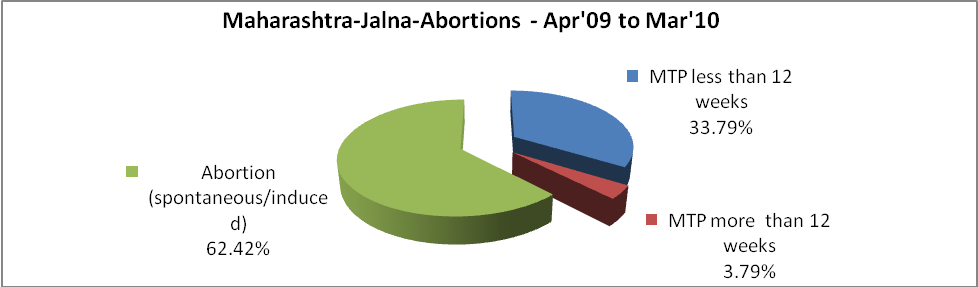 Maharashtra-Jalna-Abortions - Apr'09 to Mar'10
MTP less than 12
weeks
33.79%
Abortion
(spontaneous/induce
d)
62.42%
MTP more than 12
weeks
3.79%